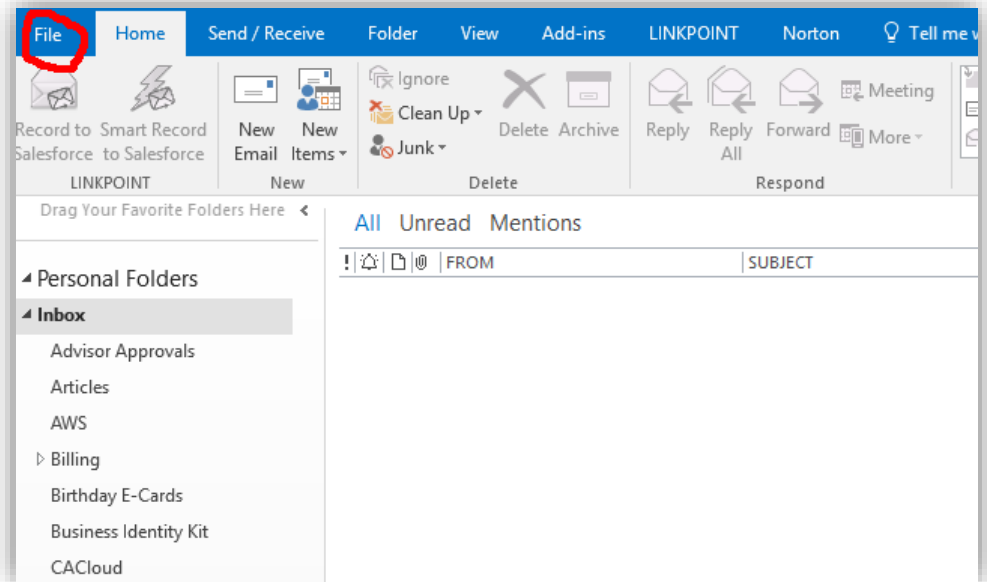 File Home Send / Receive Folder View Add-ins LINKPOINT Norton Tell me
Record to Salesforce
Smart Record to Salesforce
LINKPOINT
New Email
New Items
New
Ignore
Clean Up
Junk
Delete
Archive
Delete
Reply
Reply All
Forward
Meeting
More
Respond
Drag Your Favorite Folders Here
All Unread Mentions
! FROM SUBJECT
Personal Folders
Inbox
Advisor Approvals
Articles
AWS
Billing
Birthday E-Cards
Business Identity Kit
CACloud